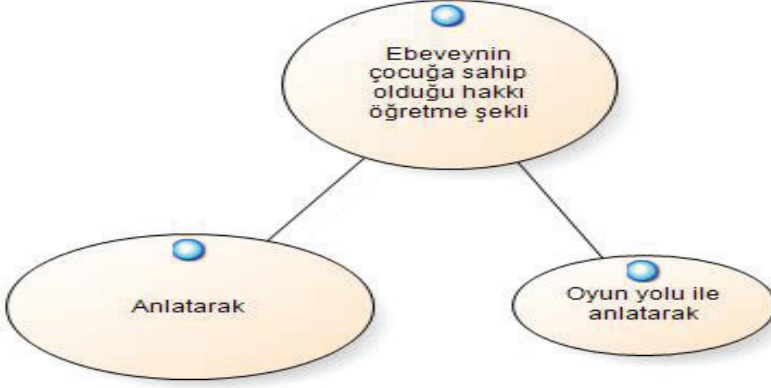 Ebeveynin
çocuğa sahip
olduğu hakkı
öğretme şekli
Anlatarak
Oyun yolu ile
anlatarak